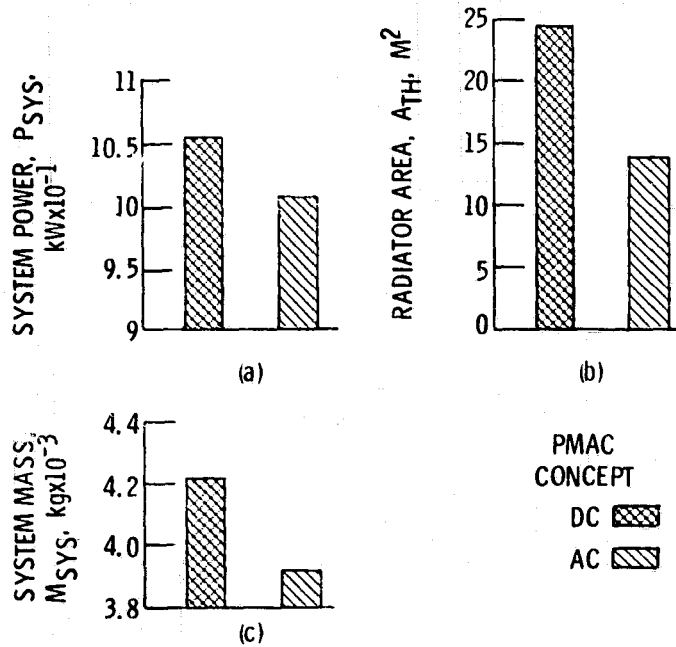 SYSTEM POWER, PSYS,
kWx10⁻¹
11
10.5
10
9.5
9
(a)
RADIATOR AREA, ATH, M²
25
20
15
10
5
0
(b)
SYSTEM MASS,
MSYS, kgx10⁻³
4.4
4.2
4.0
3.8
(c)
PMAC
CONCEPT
DC
AC